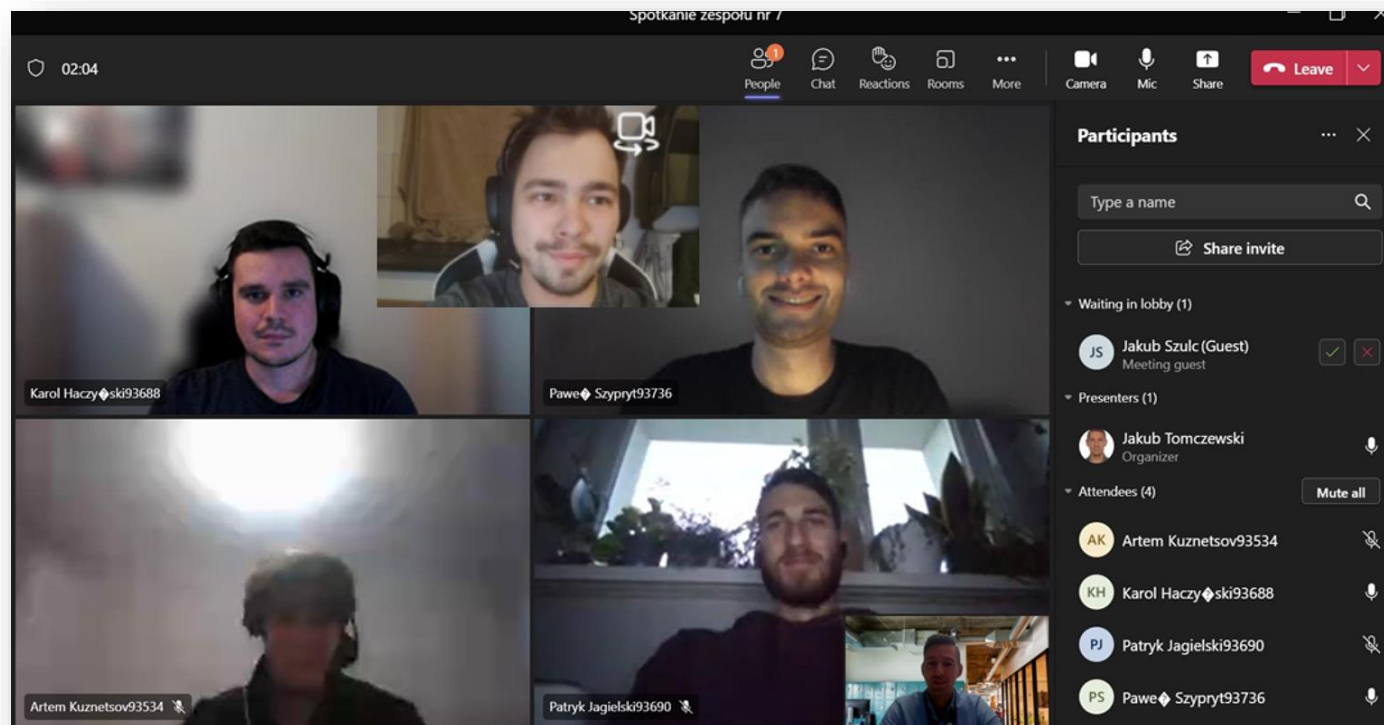 Spotkanie zespołu nr 7
02:04
People
1
Chat
Reactions
Rooms
More
Camera
Mic
Share
Leave
Karol Haczy�ski93688
Pawe� Szypryt93736
Artem Kuznetsov93534
Patryk Jagielski93690
Participants
Type a name
Share invite
Waiting in lobby (1)
JS
Jakub Szulc (Guest)
Meeting guest
Presenters (1)
Jakub Tomczewski
Organizer
Attendees (4)
Mute all
AK
Artem Kuznetsov93534
KH
Karol Haczy�ski93688
PJ
Patryk Jagielski93690
PS
Pawe� Szypryt93736